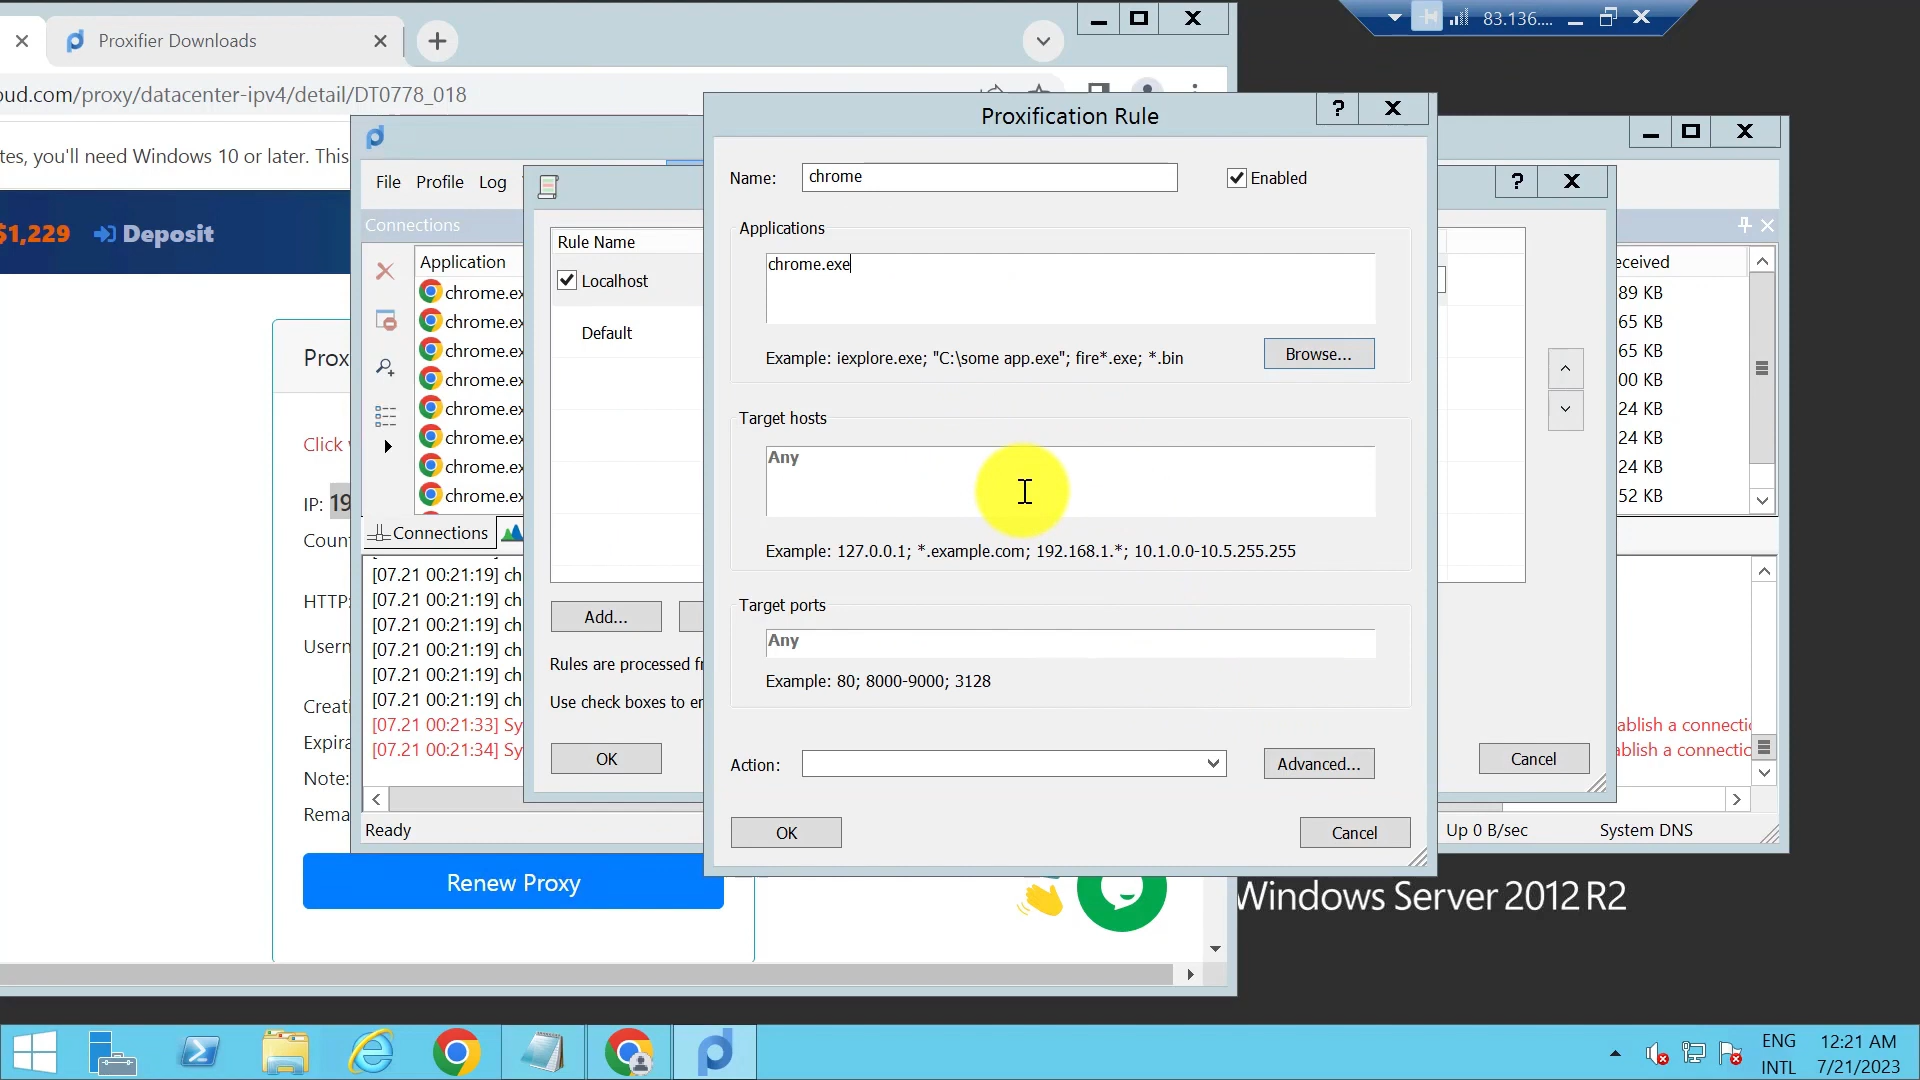 Proxifier Downloads
83.136....
oud.com/proxy/datacenter-ipv4/detail/DT0778_018
Proxification Rule
tes, you'll need Windows 10 or later. This
File Profile Log
Name: chrome
Enabled
Connections
Applications
$1,229 Deposit
Rule Name
Application
chrome.exe
eceived
Localhost
chrome.ex
89 KB
chrome.ex
65 KB
Default
chrome.ex
65 KB
Prox
Example: iexplore.exe; "C:\some app.exe"; fire*.exe; *.bin
Browse...
chrome.ex
00 KB
chrome.ex
24 KB
Target hosts
Click
chrome.ex
24 KB
Any
chrome.ex
24 KB
IP: 19
chrome.ex
52 KB
Coun
Connections
Example: 127.0.0.1; *.example.com; 192.168.1.*; 10.1.0.0-10.5.255.255
[07.21 00:21:19] ch
HTTP:
[07.21 00:21:19] ch
Add...
Target ports
[07.21 00:21:19] ch
Usern
[07.21 00:21:19] ch
Any
Rules are processed fr
[07.21 00:21:19] ch
Example: 80; 8000-9000; 3128
Creati
[07.21 00:21:19] ch
Use check boxes to er
[07.21 00:21:33] Sy
ablish a connectic
Expira
[07.21 00:21:34] Sy
ablish a connectic
OK
Action:
Advanced...
Cancel
Note:
Rema
Ready
OK
Cancel
Up 0 B/sec
System DNS
Renew Proxy
Windows Server 2012 R2
ENG
INTL
12:21 AM
7/21/2023